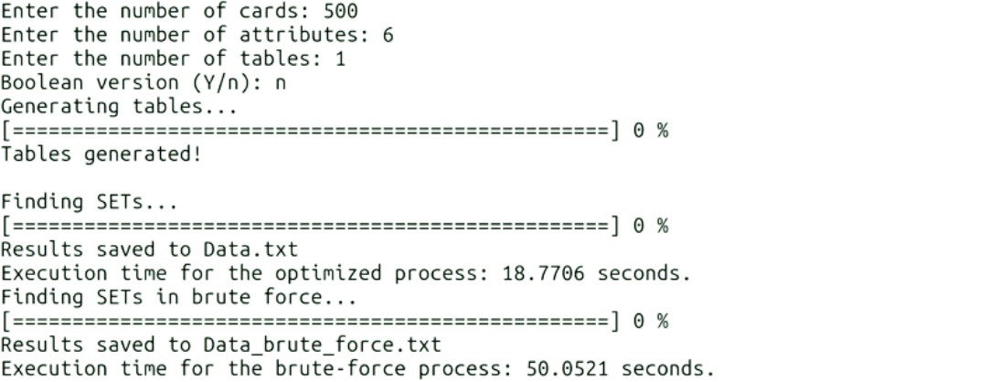 Enter the number of cards: 500
Enter the number of attributes: 6
Enter the number of tables: 1
Boolean version (Y/n): n
Generating tables...
[==================================================] 0 %
Tables generated!
Finding SETs...
[==================================================] 0 %
Results saved to Data.txt
Execution time for the optimized process: 18.7706 seconds.
Finding SETs in brute force...
[==================================================] 0 %
Results saved to Data_brute_force.txt
Execution time for the brute-force process: 50.0521 seconds.